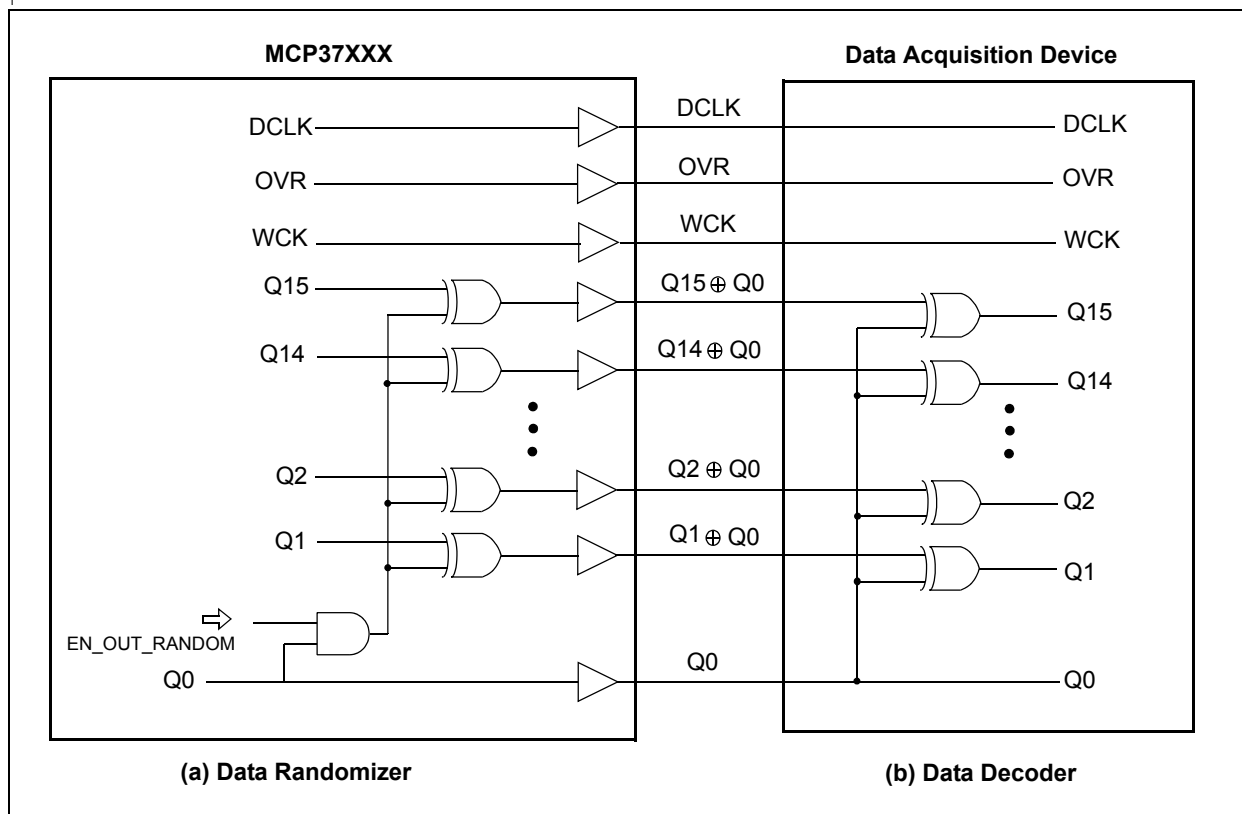 MCP37XXX
Data Acquisition Device
DCLK
DCLK
DCLK
OVR
OVR
OVR
WCK
WCK
WCK
Q15
Q15 ⊕ Q0
Q15
Q14
Q14 ⊕ Q0
Q14
Q2
Q2 ⊕ Q0
Q2
Q1
Q1 ⊕ Q0
Q1
EN_OUT_RANDOM
Q0
Q0
Q0
(a) Data Randomizer
(b) Data Decoder